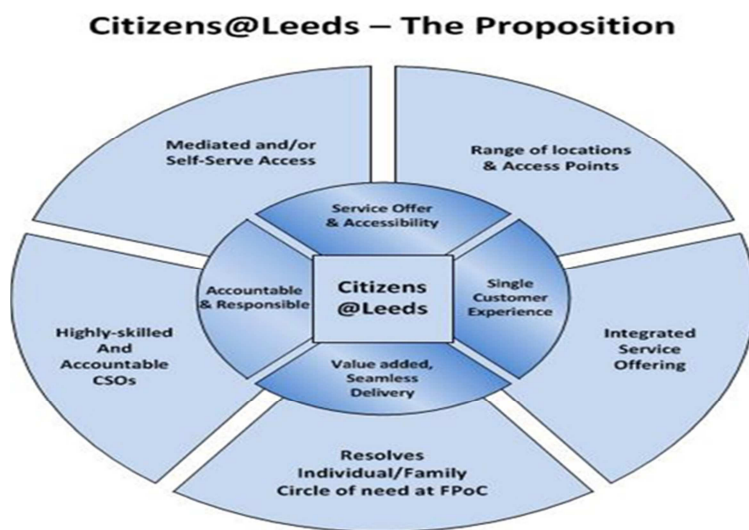 Citizens@Leeds – The Proposition
Mediated and/or
Self-Serve Access
Range of locations
& Access Points
Service Offer
& Accessibility
Accountable
& Responsible
Citizens
@Leeds
Single
Customer
Experience
Highly-skilled
And
Accountable
CSOs
Integrated
Service
Offering
Value added,
Seamless
Delivery
Resolves
Individual/Family
Circle of need at FPoC